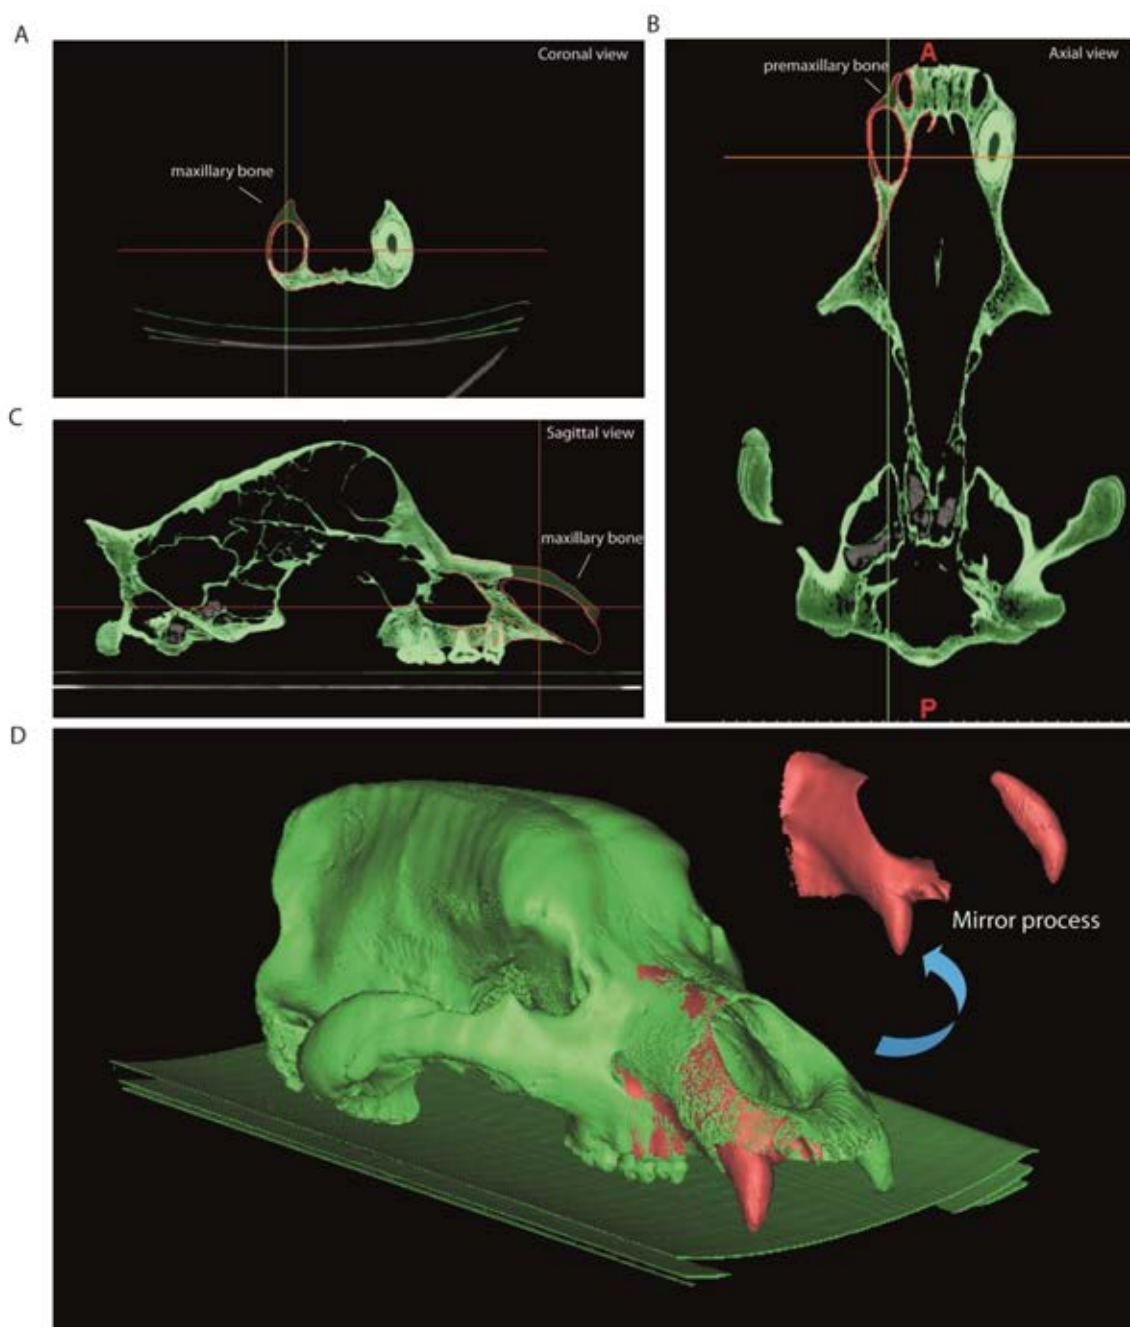 A
Coronal view
maxillary bone
B
A
premaxillary bone
Axial view
P
C
Sagittal view
maxillary bone
D
Mirror process